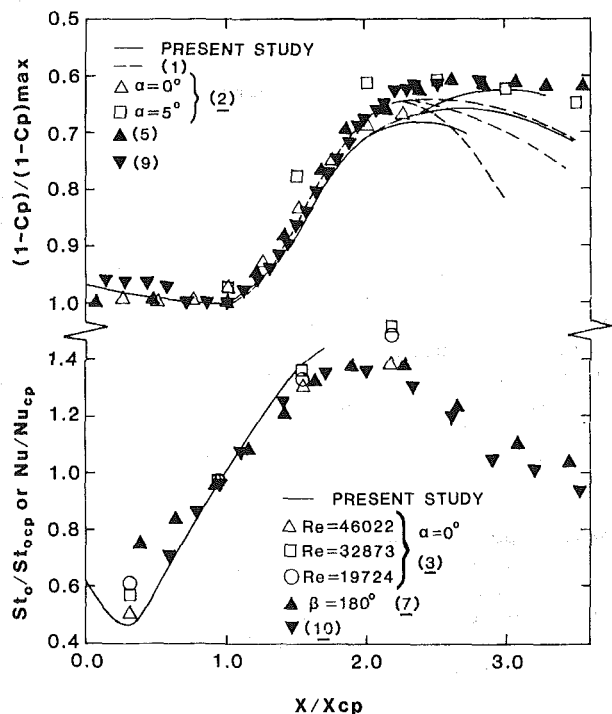 (1-Cp)/(1-Cp)max
0.5
0.6
0.7
0.8
0.9
1.0
PRESENT STUDY
(1)
α=0°
α=5°
(2)
(5)
(9)
St₀/St₀cp or Nu/Nucp
1.4
1.2
1.0
0.8
0.6
0.4
PRESENT STUDY
Re=46022
Re=32873
Re=19724
α=0°
(3)
β=180° (7)
(10)
0.0 1.0 2.0 3.0
X/Xcp